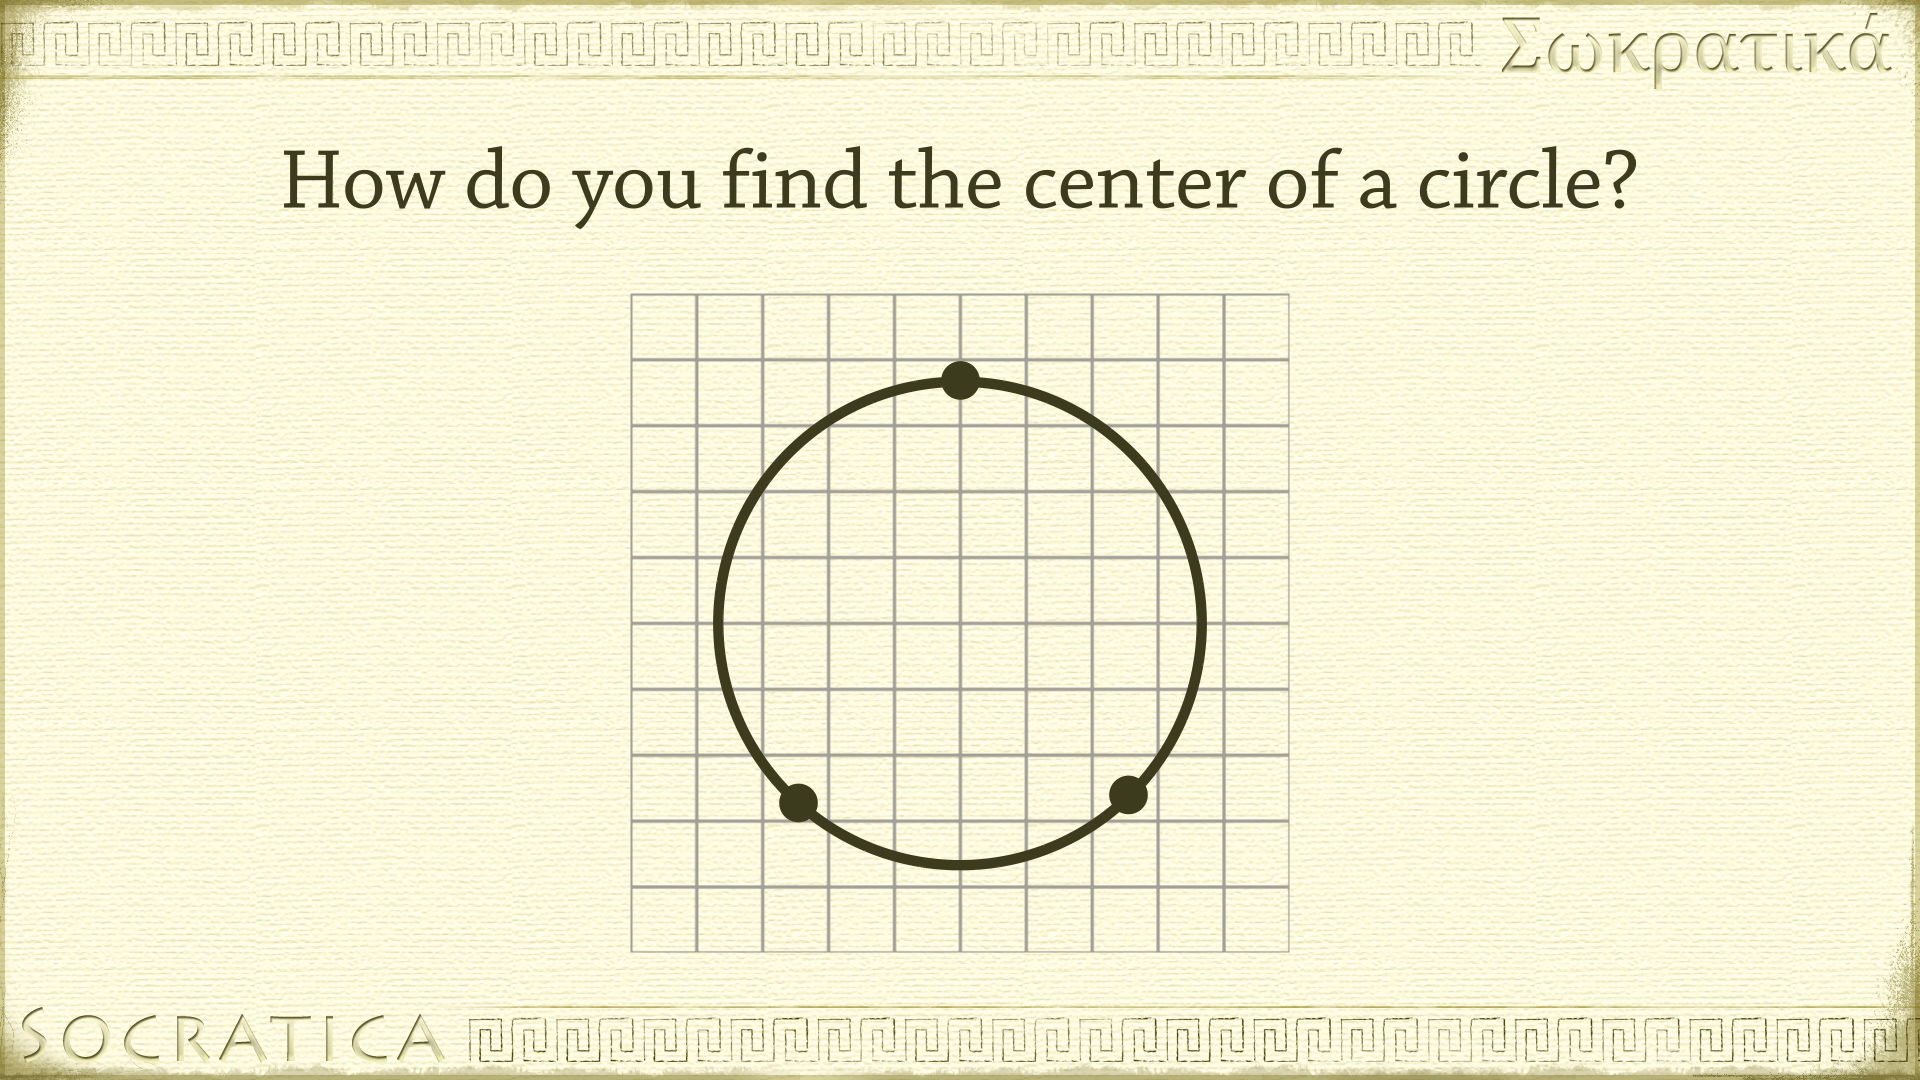 Σωκρατικά
How do you find the center of a circle?
SOCRATICA